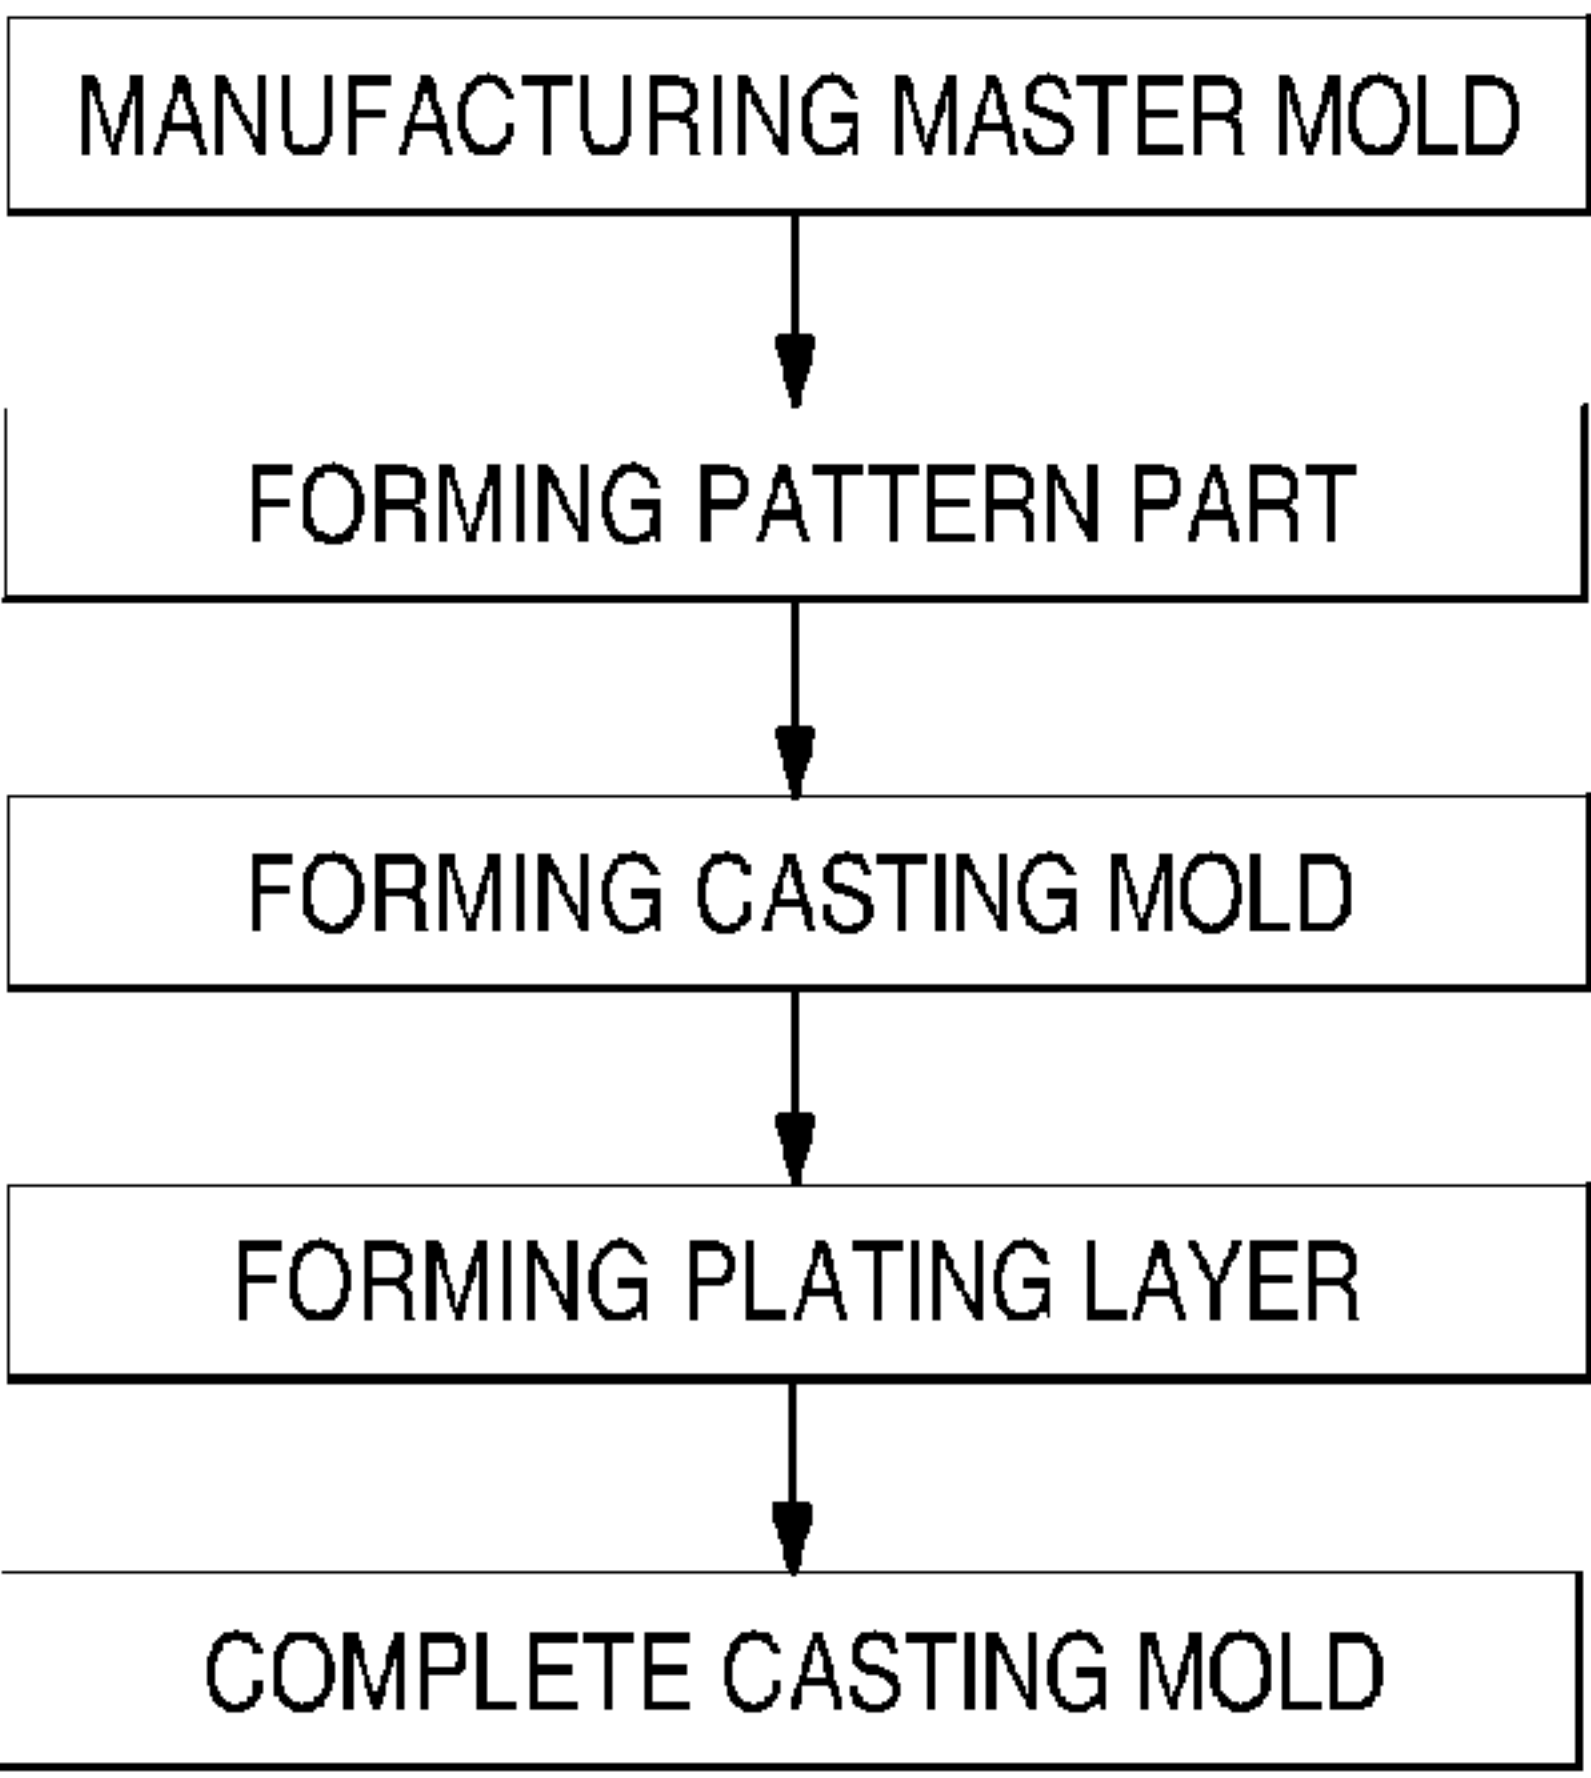 MANUFACTURING MASTER MOLD
FORMING PATTERN PART
FORMING CASTING MOLD
FORMING PLATING LAYER
COMPLETE CASTING MOLD